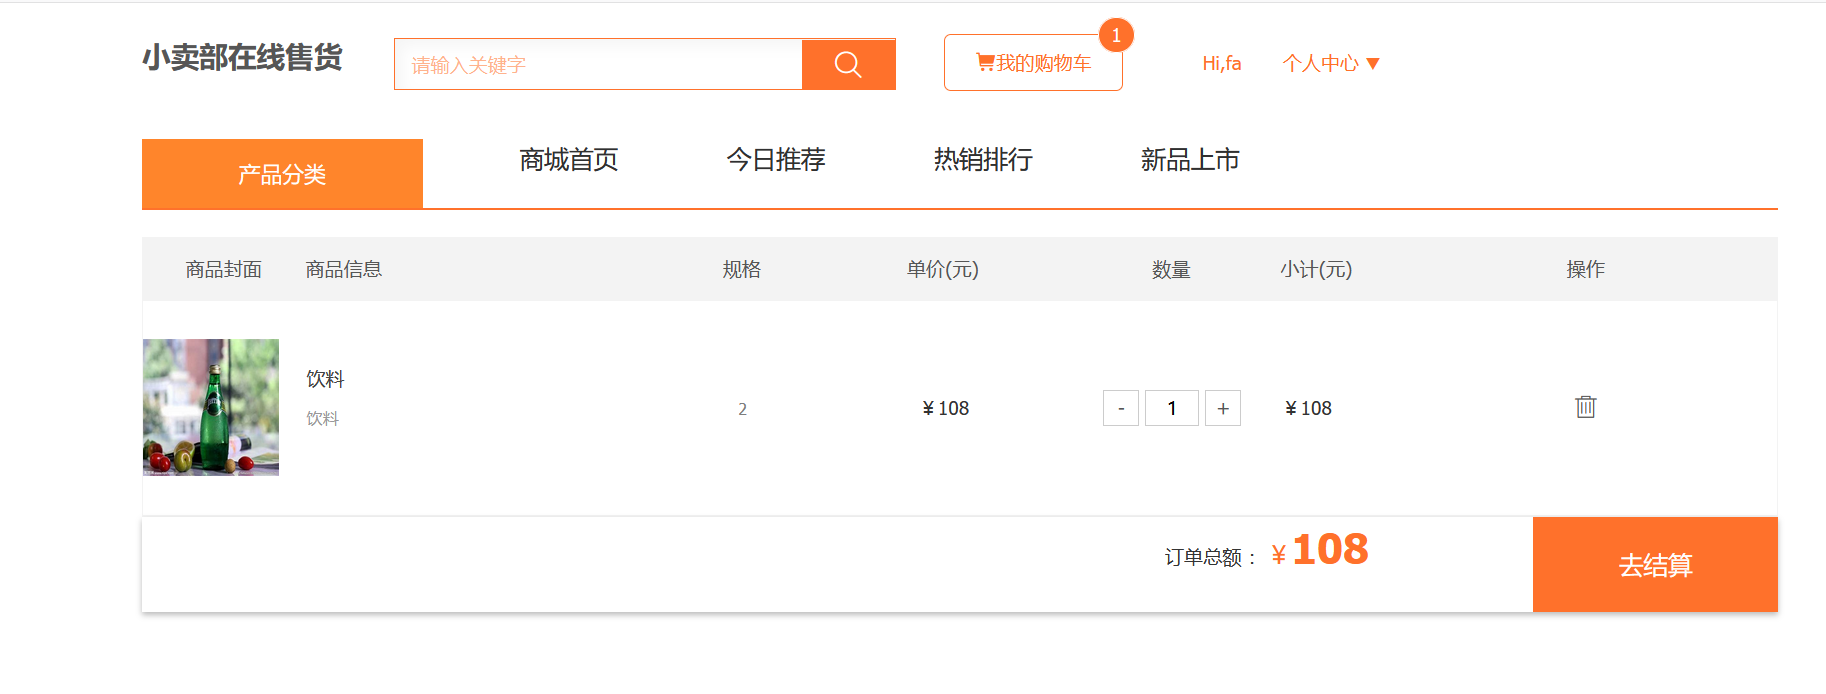 小卖部在线售货
请输入关键字
我的购物车
1
Hi,fa
个人中心 ▼
产品分类
商城首页
今日推荐
热销排行
新品上市
商品封面 商品信息 规格 单价(元) 数量 小计(元) 操作
饮料
饮料
2 ¥ 108 - 1 + ¥ 108
订单总额： ¥ 108
去结算